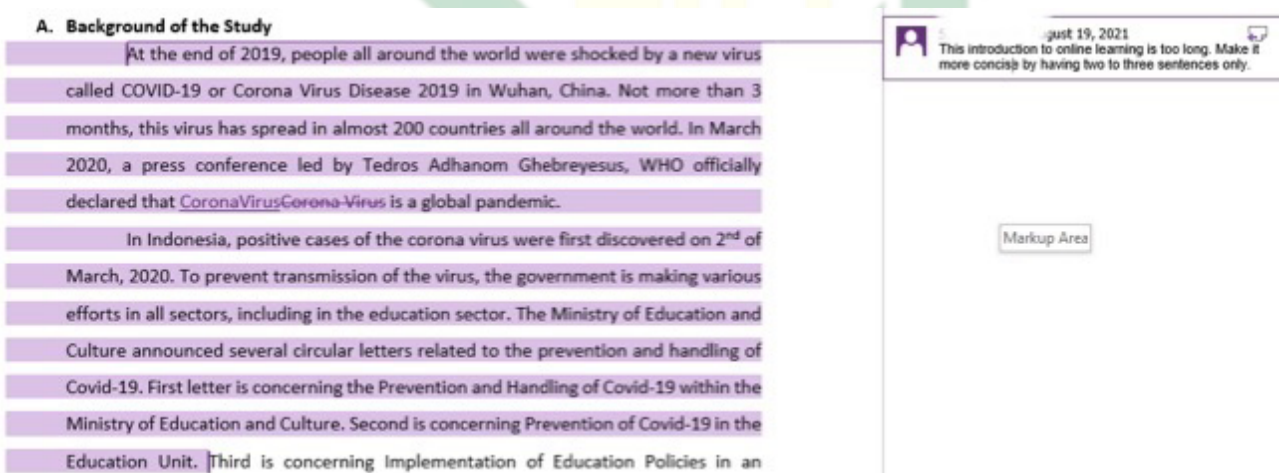 A. Background of the Study
At the end of 2019, people all around the world were shocked by a new virus
called COVID-19 or Corona Virus Disease 2019 in Wuhan, China. Not more than 3
months, this virus has spread in almost 200 countries all around the world. In March
2020, a press conference led by Tedros Adhanom Ghebreyesus, WHO officially
declared that CoronaVirusCorona Virus is a global pandemic.
In Indonesia, positive cases of the corona virus were first discovered on 2nd of
March, 2020. To prevent transmission of the virus, the government is making various
efforts in all sectors, including in the education sector. The Ministry of Education and
Culture announced several circular letters related to the prevention and handling of
Covid-19. First letter is concerning the Prevention and Handling of Covid-19 within the
Ministry of Education and Culture. Second is concerning Prevention of Covid-19 in the
Education Unit. Third is concerning Implementation of Education Policies in an
19, 2021
This introduction to online learning is too long. Make it
more concise by having two to three sentences only.
Markup Area